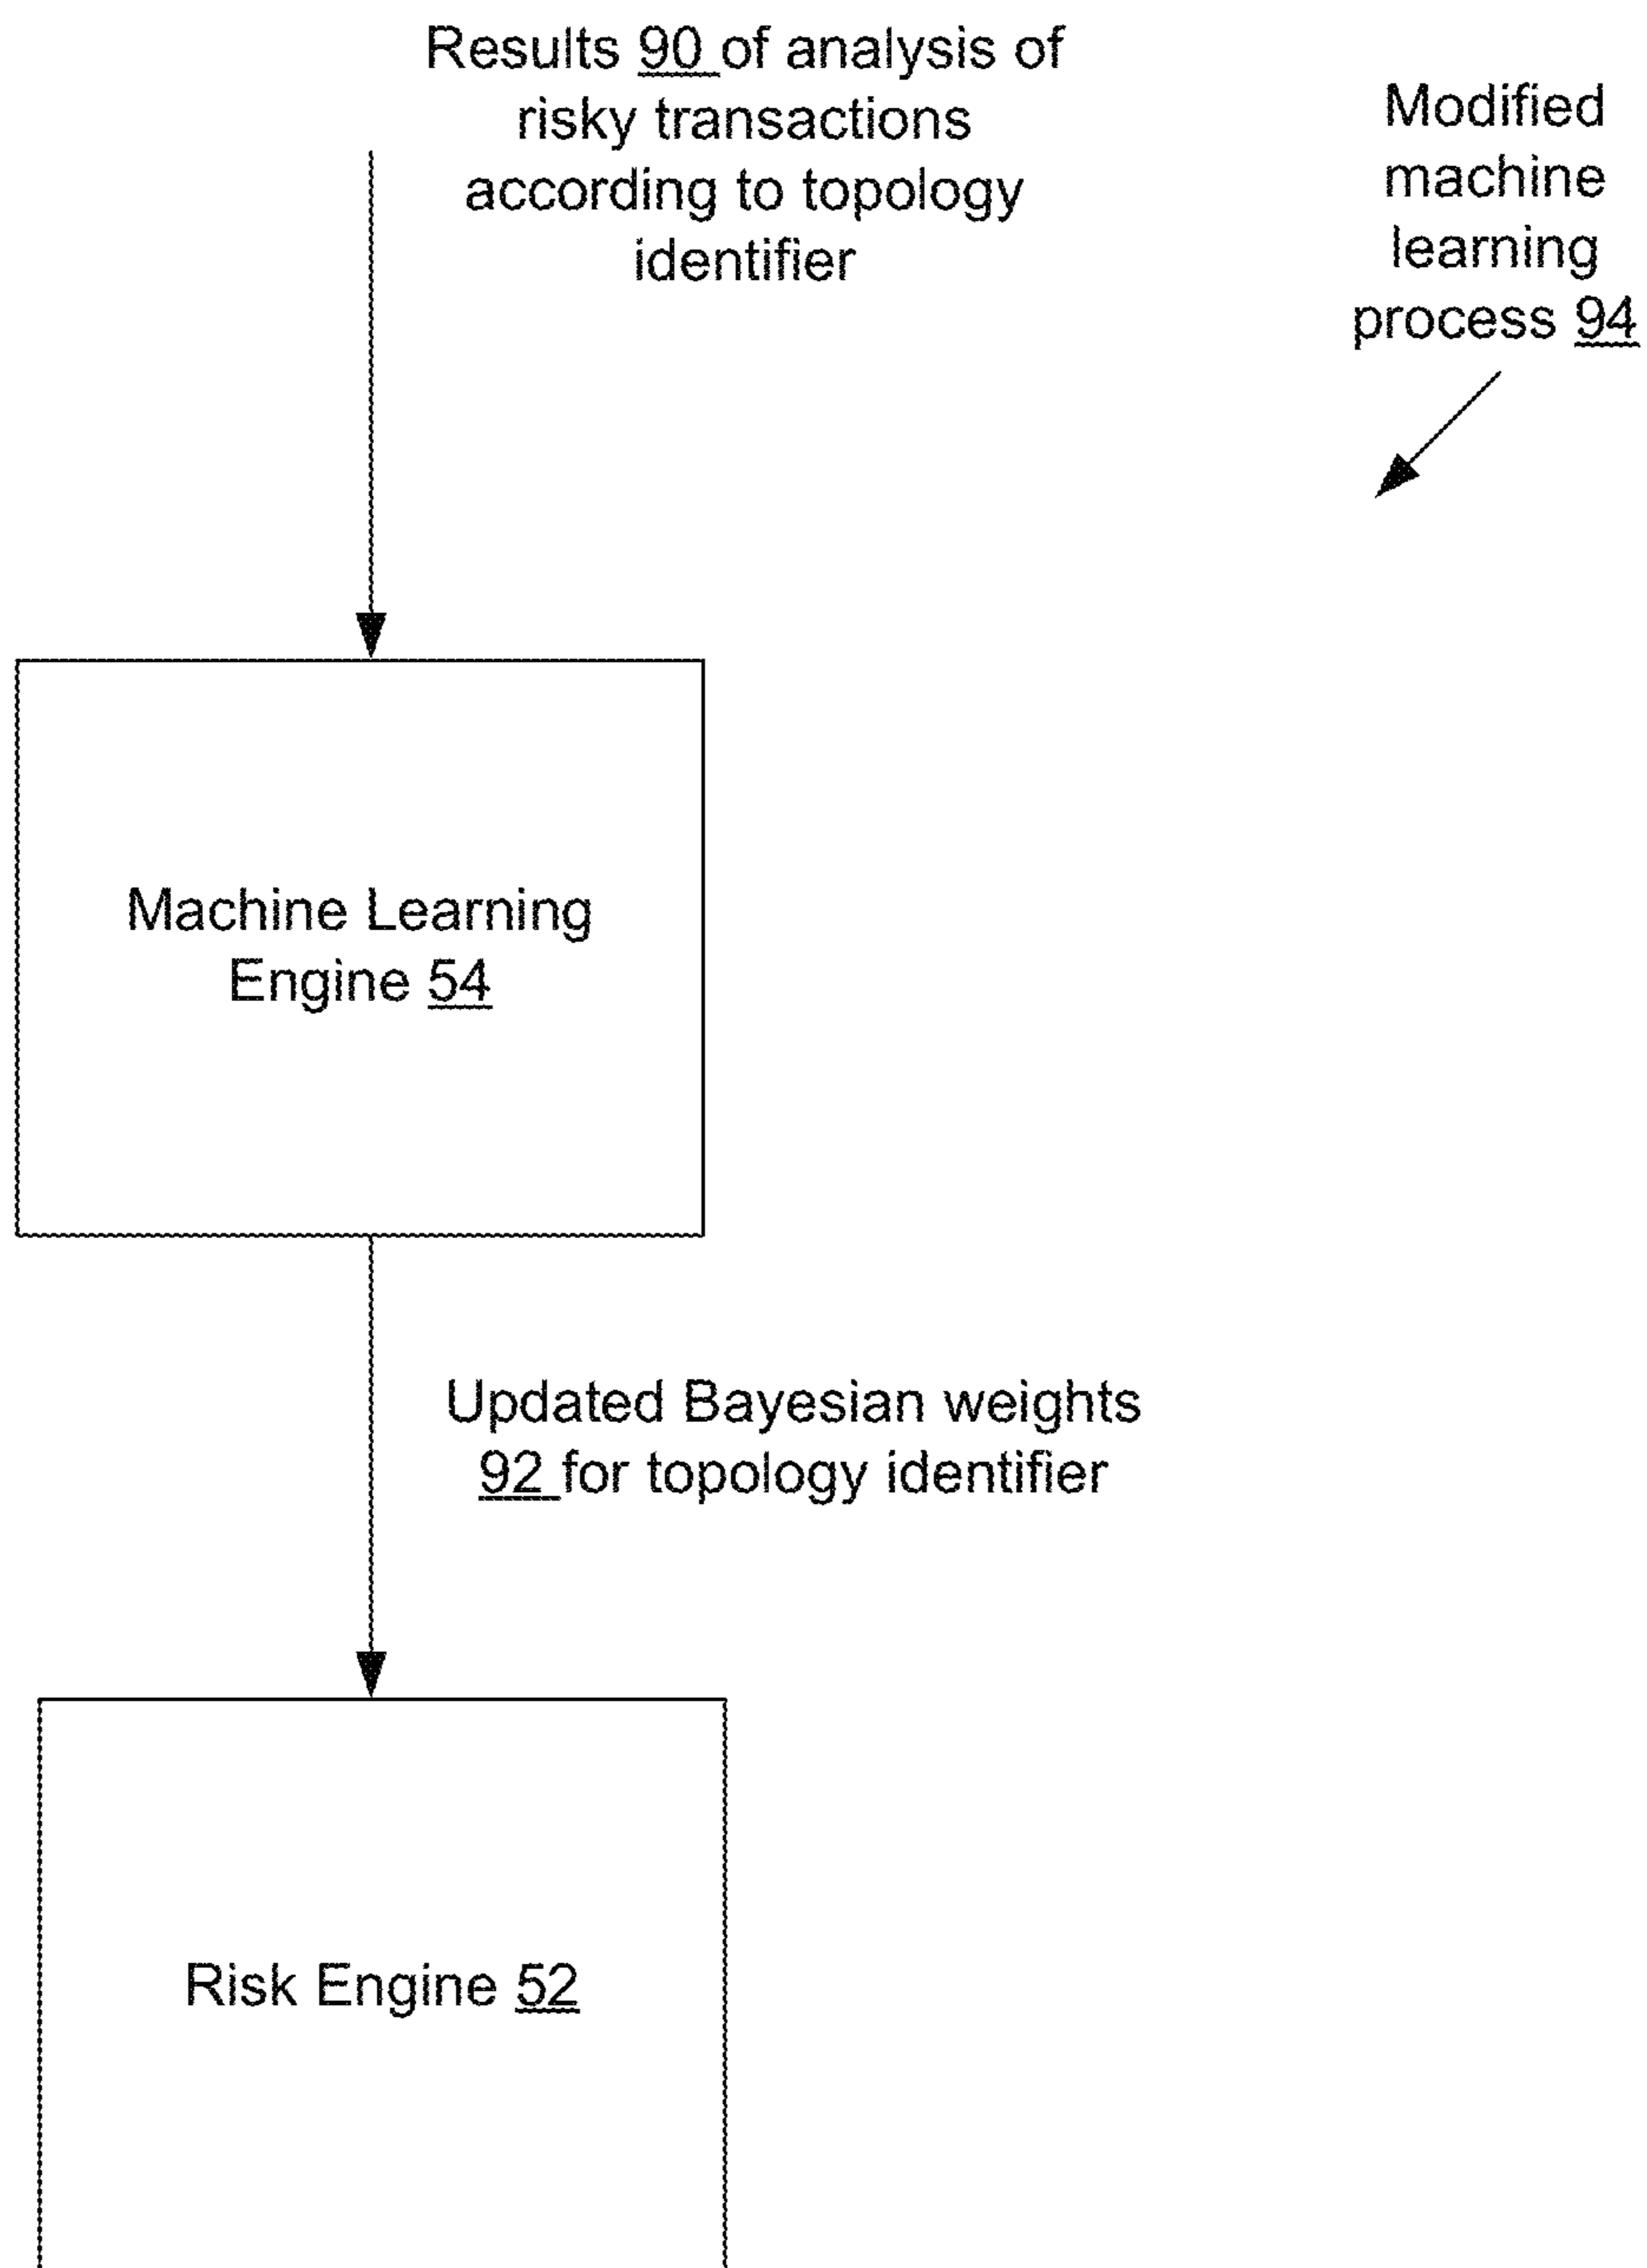 Results 90 of analysis of
risky transactions
according to topology
identifier
Modified
machine
learning
process 94
Machine Learning
Engine 54
Updated Bayesian weights
92 for topology identifier
Risk Engine 52